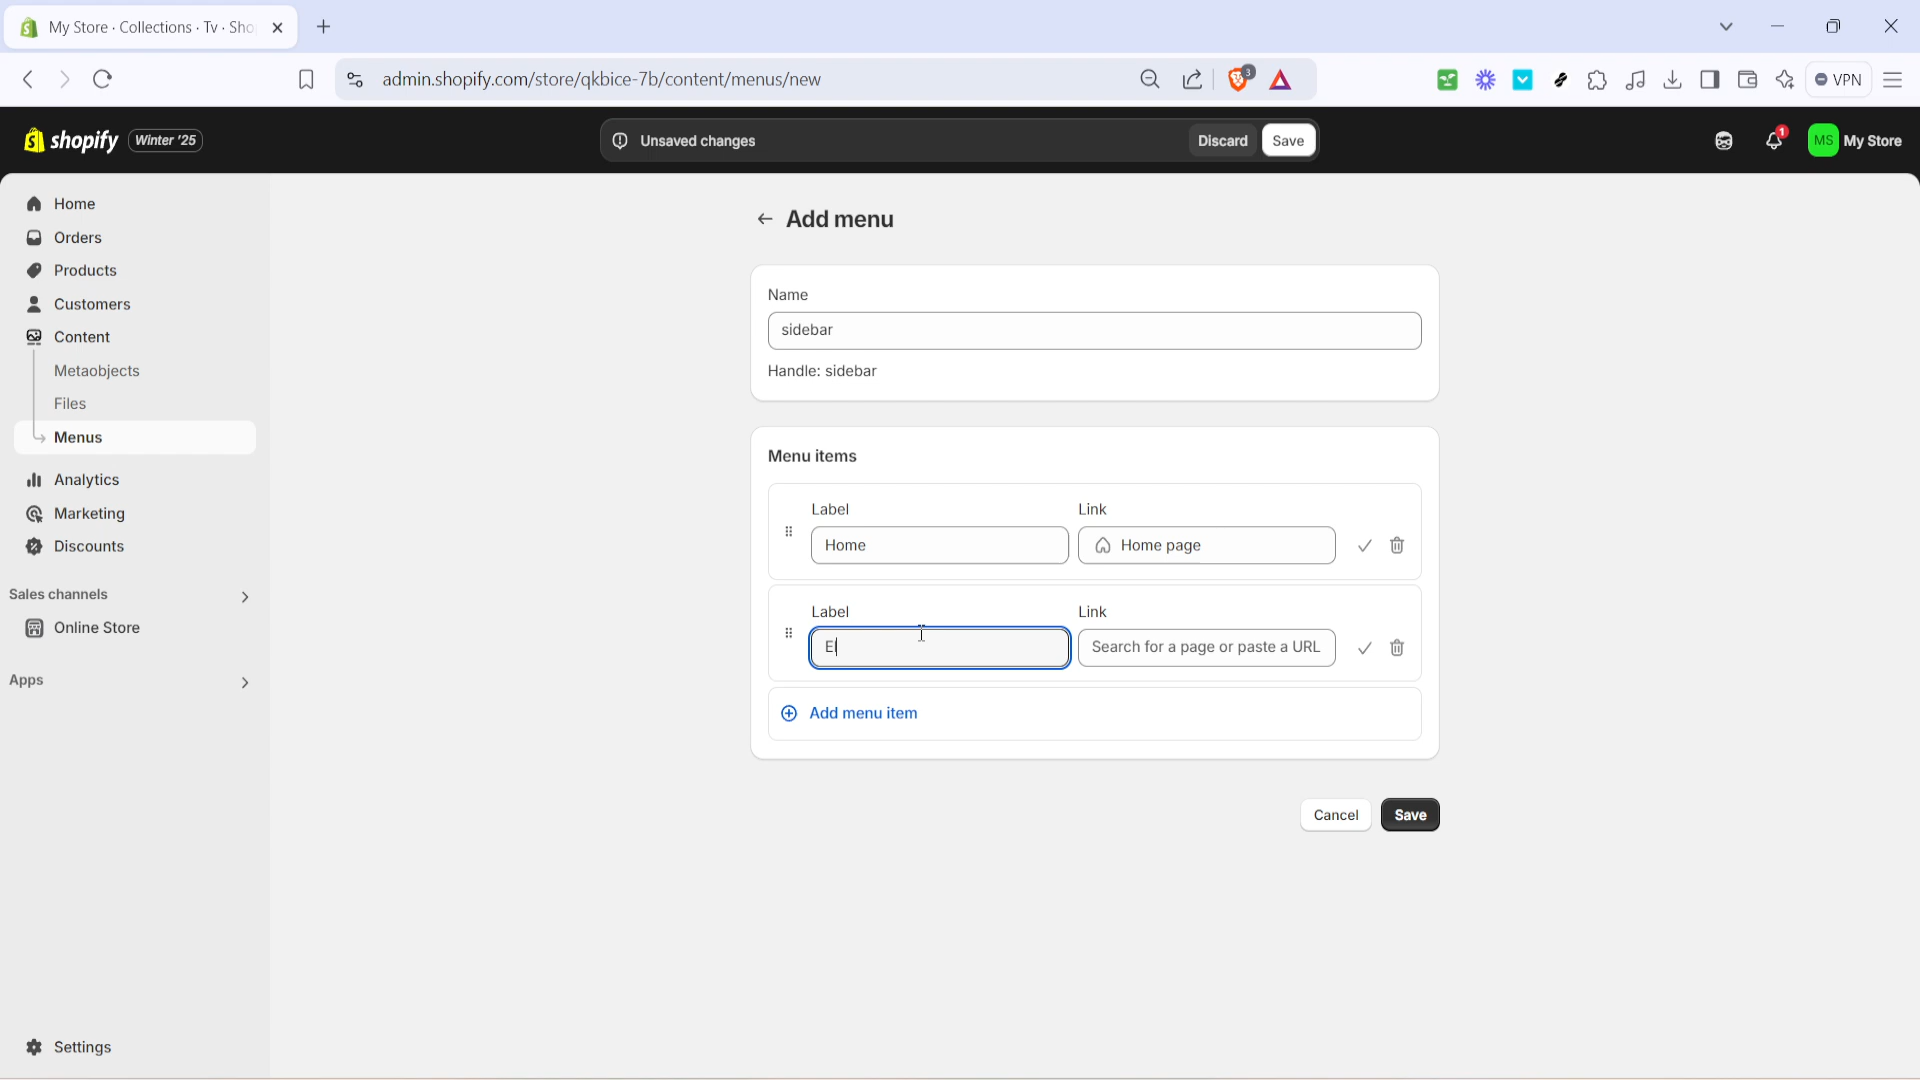 My Store · Collections · Tv · Sho
admin.shopify.com/store/qkbice-7b/content/menus/new
3
VPN
shopify
Winter '25
Unsaved changes
Discard
Save
1
MS
My Store
Home
Orders
Products
Customers
Content
Metaobjects
Files
Menus
Analytics
Marketing
Discounts
Sales channels
Online Store
Apps
Settings
Add menu
Name
sidebar
Handle: sidebar
Menu items
Label
Link
Home
Home page
Label
Link
El
Search for a page or paste a URL
Add menu item
Cancel
Save